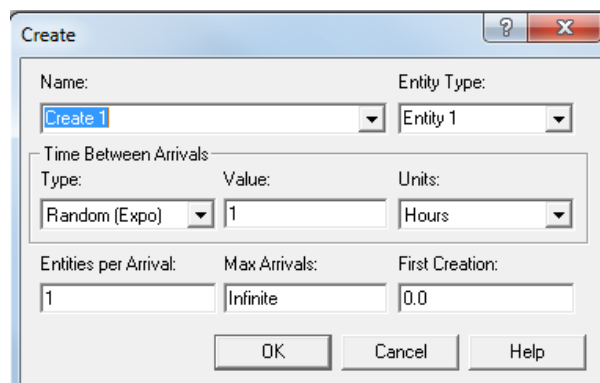 Create
Name: Entity Type:
Create 1 Entity 1
Time Between Arrivals
Type: Value: Units:
Random (Expo) 1 Hours
Entities per Arrival: Max Arrivals: First Creation:
1 Infinite 0.0
OK Cancel Help